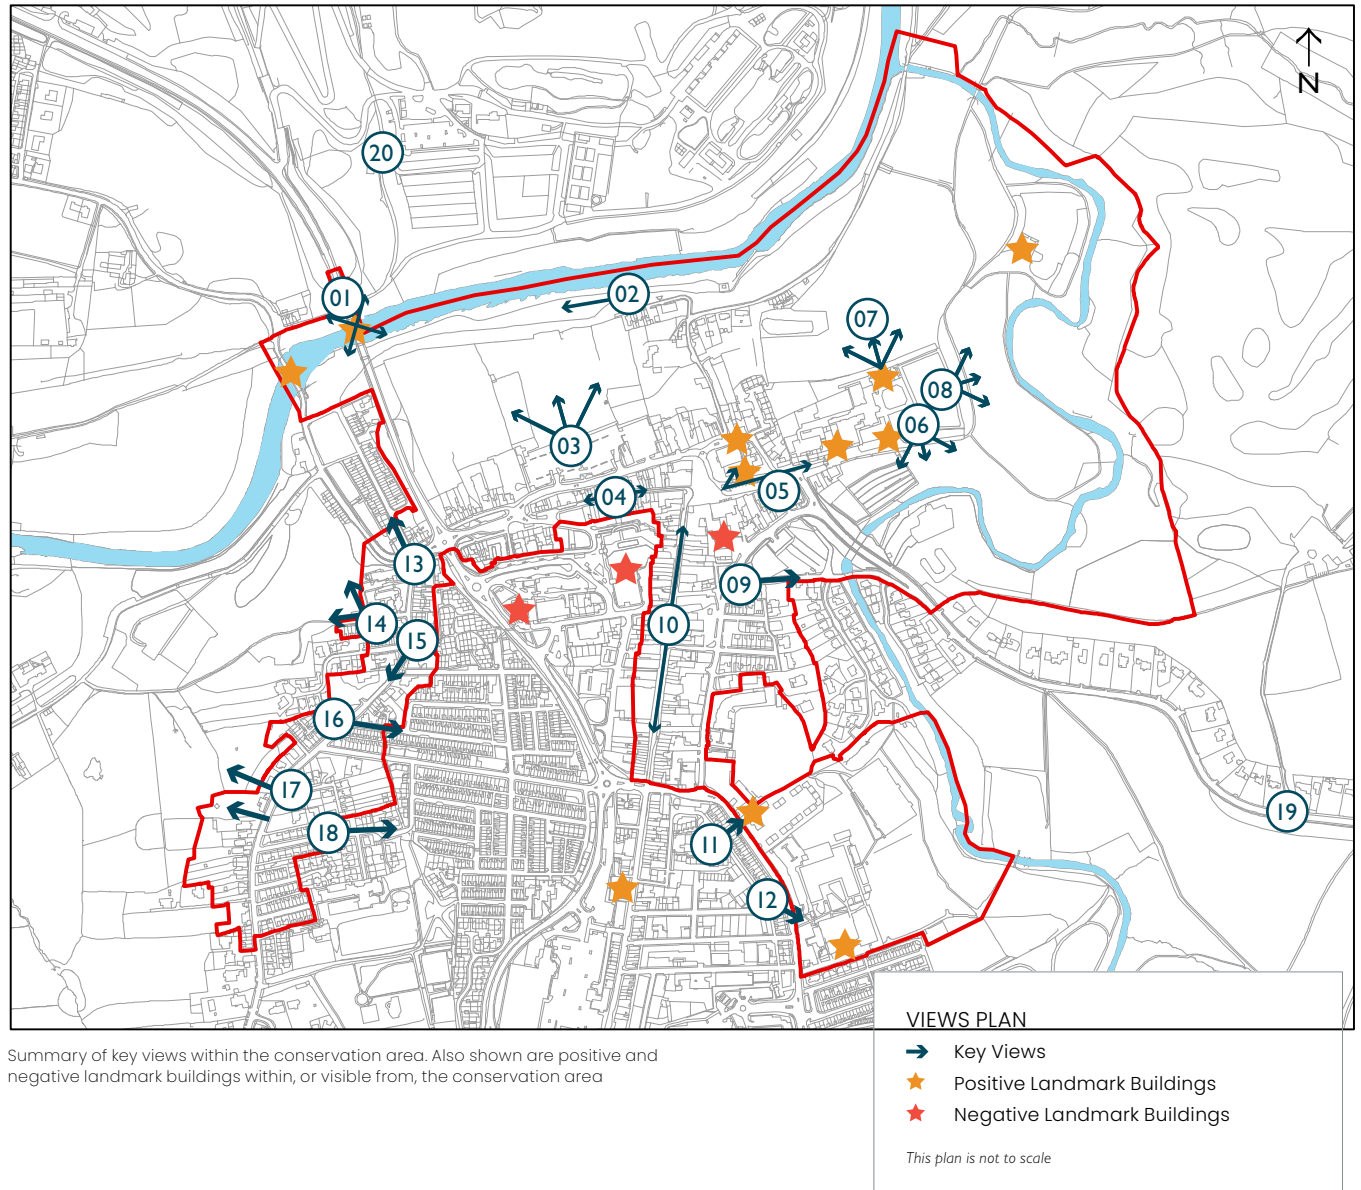 N
20
01
02
07
08
06
03
04
05
13
09
14
10
15
16
17
19
18
11
12
VIEWS PLAN
Key Views
Positive Landmark Buildings
Negative Landmark Buildings
This plan is not to scale
Summary of key views within the conservation area. Also shown are positive and
negative landmark buildings within, or visible from, the conservation area